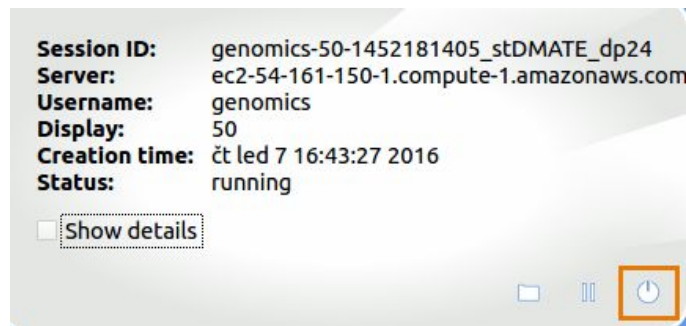 Session ID: genomics-50-1452181405_stDMATE_dp24
Server: ec2-54-161-150-1.compute-1.amazonaws.com
Username: genomics
Display: 50
Creation time: čt led 7 16:43:27 2016
Status: running
Show details